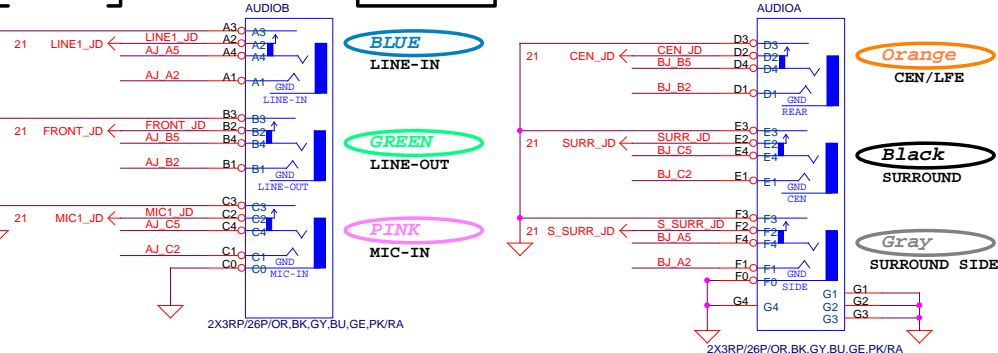 AUDIOB
A3
A3
21
LINE1_JD
LINE1_JD
A2
A2
AJ_A5
A4
A4
AJ_A2
A1
A1
GND
LINE-IN
BLUE
LINE-IN
B3
B3
21
FRONT_JD
FRONT_JD
B2
B2
AJ_B5
B4
B4
AJ_B2
B1
B1
GND
LINE-OUT
GREEN
LINE-OUT
C3
C3
21
MIC1_JD
MIC1_JD
C2
C2
AJ_C5
C4
C4
AJ_C2
C1
C1
GND
C0
C0
MIC-IN
PINK
MIC-IN
2X3RP/26P/OR,BK,GY,BU,GE,PK/RA
AUDIOA
D3
D3
21
CEN_JD
CEN_JD
D2
D2
BJ_B5
D4
D4
BJ_B2
D1
D1
GND
REAR
Orange
CEN/LFE
E3
E3
21
SURR_JD
SURR_JD
E2
E2
BJ_C5
E4
E4
BJ_C2
E1
E1
GND
CEN
Black
SURROUND
F3
F3
21
S_SURR_JD
S_SURR_JD
F2
F2
BJ_A5
F4
F4
BJ_A2
F1
F1
GND
F0
F0
SIDE
Gray
SURROUND SIDE
G4
G4
G1
G1
G2
G2
G3
G3
2X3RP/26P/OR,BK,GY,BU,GE,PK/RA